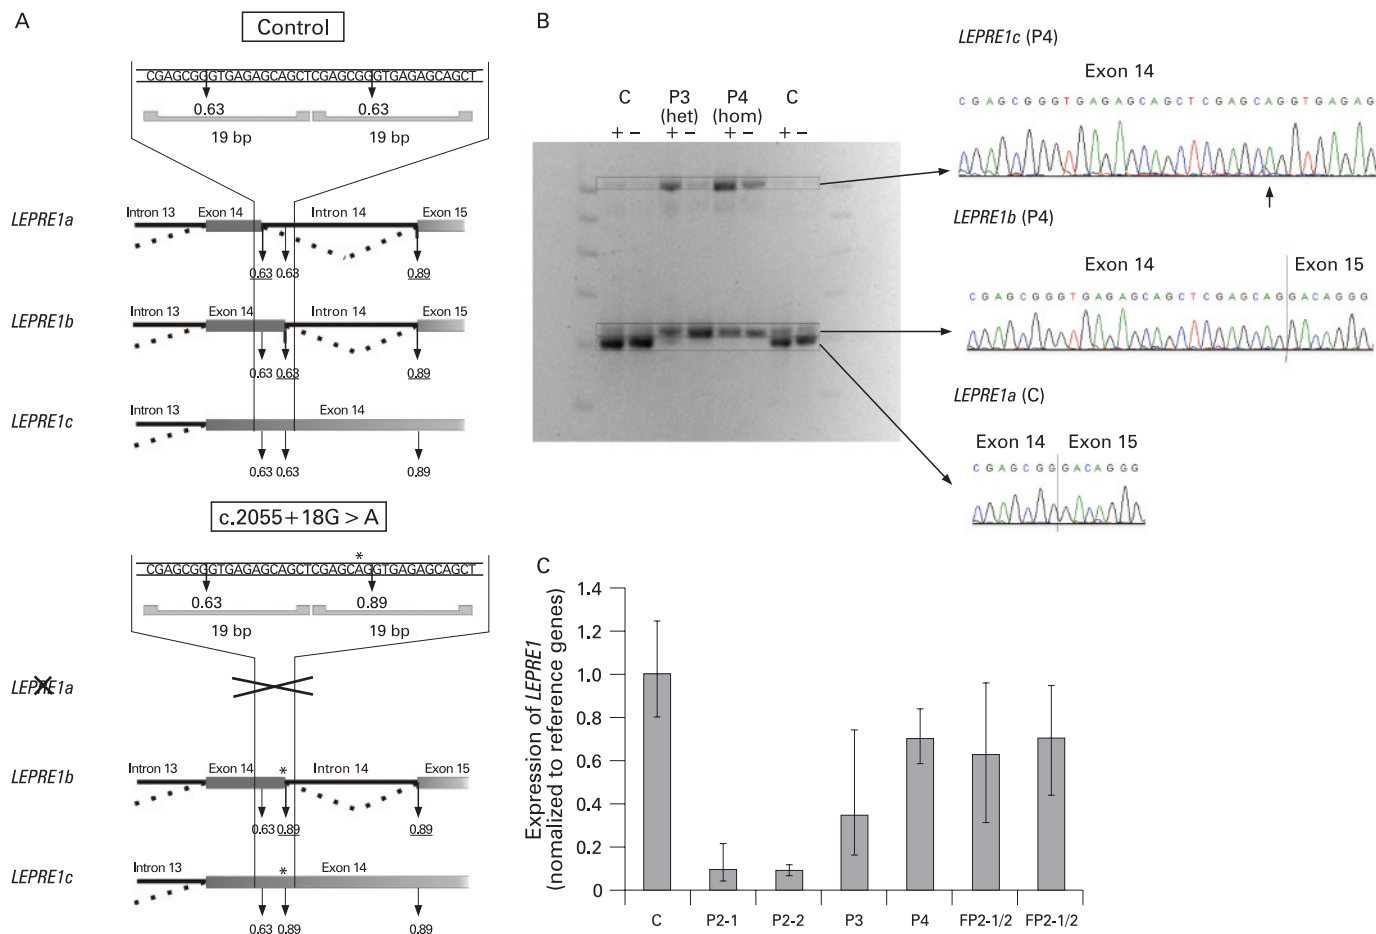 A
Control
CGAGCGGGTGAGAGCAGCTCGAGCGGGTGAGAGCAGCT
0.63 0.63
19 bp 19 bp
Intron 13 Exon 14 Intron 14 Exon 15
LEPRE1a
0.63 0.63 0.89
Intron 13 Exon 14 Intron 14 Exon 15
LEPRE1b
0.63 0.63 0.89
Intron 13 Exon 14
LEPRE1c
0.63 0.63 0.89
c.2055+18G > A
*
CGAGCGGGTGAGAGCAGCTCGAGCAGGTGAGAGCAGCT
0.63 0.89
19 bp 19 bp
LEPRE1a
Intron 13 Exon 14 * Intron 14 Exon 15
LEPRE1b
0.63 0.89 0.89
Intron 13 * Exon 14
LEPRE1c
0.63 0.89 0.89
B
C P3 P4 C
(het) (hom)
+ − + − + − + −
LEPRE1c (P4)
Exon 14
C G A G C G G G T G A G A G C A G C T C G A G C A G G T G A G A G
LEPRE1b (P4)
Exon 14 Exon 15
C G A G C G G G T G A G A G C A G C T C G A G C A G G A C A G G G
LEPRE1a (C)
Exon 14 Exon 15
C G A G C G G G A C A G G G
C
Expression of LEPRE1
(nomalized to reference genes)
1.4
1.2
1.0
0.8
0.6
0.4
0.2
0
C P2-1 P2-2 P3 P4 FP2-1/2 FP2-1/2